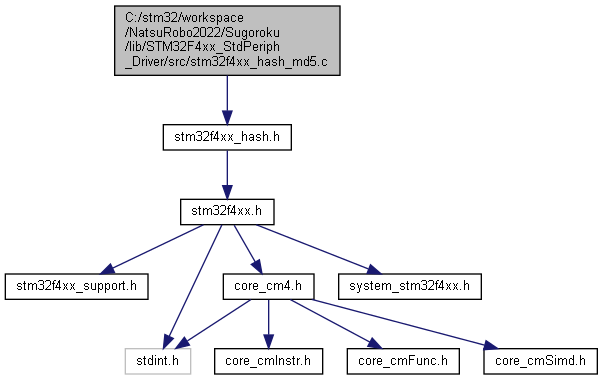 C:/stm32/workspace
/NatsuRobo2022/Sugoroku
/lib/STM32F4xx_StdPeriph
_Driver/src/stm32f4xx_hash_md5.c
stm32f4xx_hash.h
stm32f4xx.h
stm32f4xx_support.h
core_cm4.h
system_stm32f4xx.h
stdint.h
core_cmInstr.h
core_cmFunc.h
core_cmSimd.h